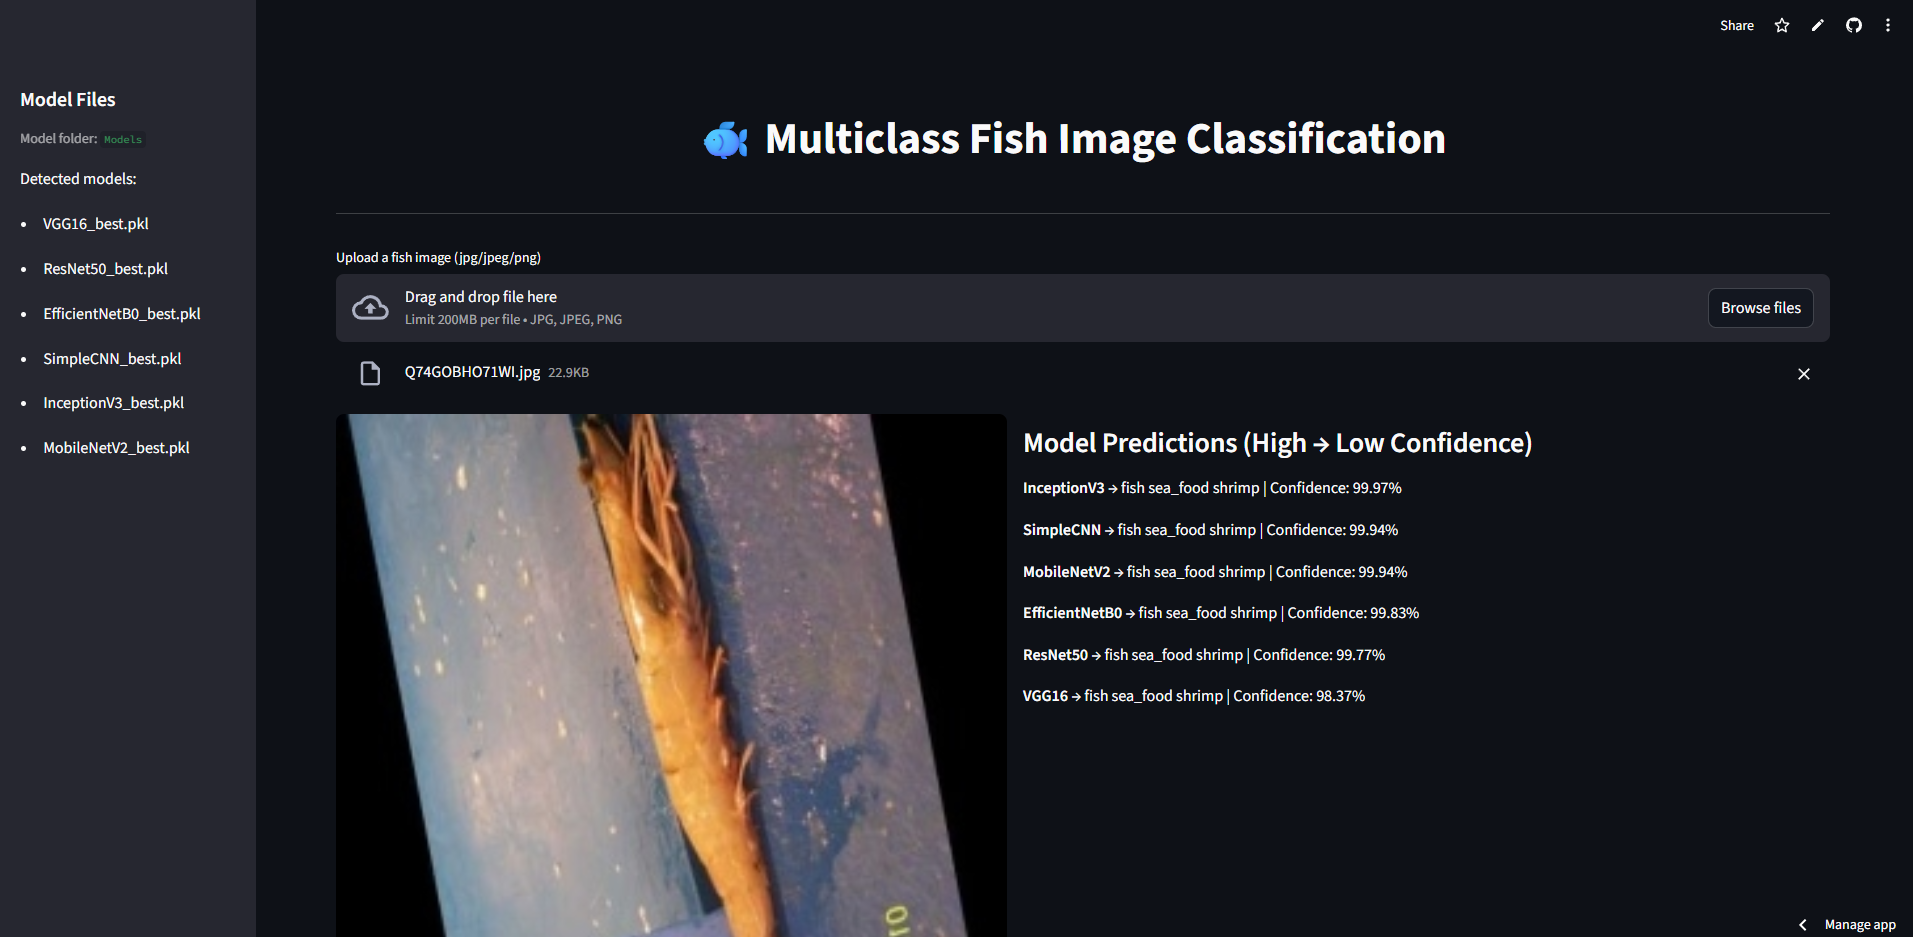 Share
Model Files
Model folder: Models
Detected models:
• VGG16_best.pkl
• ResNet50_best.pkl
• EfficientNetB0_best.pkl
• SimpleCNN_best.pkl
• InceptionV3_best.pkl
• MobileNetV2_best.pkl
Multiclass Fish Image Classification
Upload a fish image (jpg/jpeg/png)
Drag and drop file here
Limit 200MB per file • JPG, JPEG, PNG
Browse files
Q74GOBHO71WI.jpg 22.9KB
Model Predictions (High → Low Confidence)
InceptionV3 → fish sea_food shrimp | Confidence: 99.97%
SimpleCNN → fish sea_food shrimp | Confidence: 99.94%
MobileNetV2 → fish sea_food shrimp | Confidence: 99.94%
EfficientNetB0 → fish sea_food shrimp | Confidence: 99.83%
ResNet50 → fish sea_food shrimp | Confidence: 99.77%
VGG16 → fish sea_food shrimp | Confidence: 98.37%
Manage app